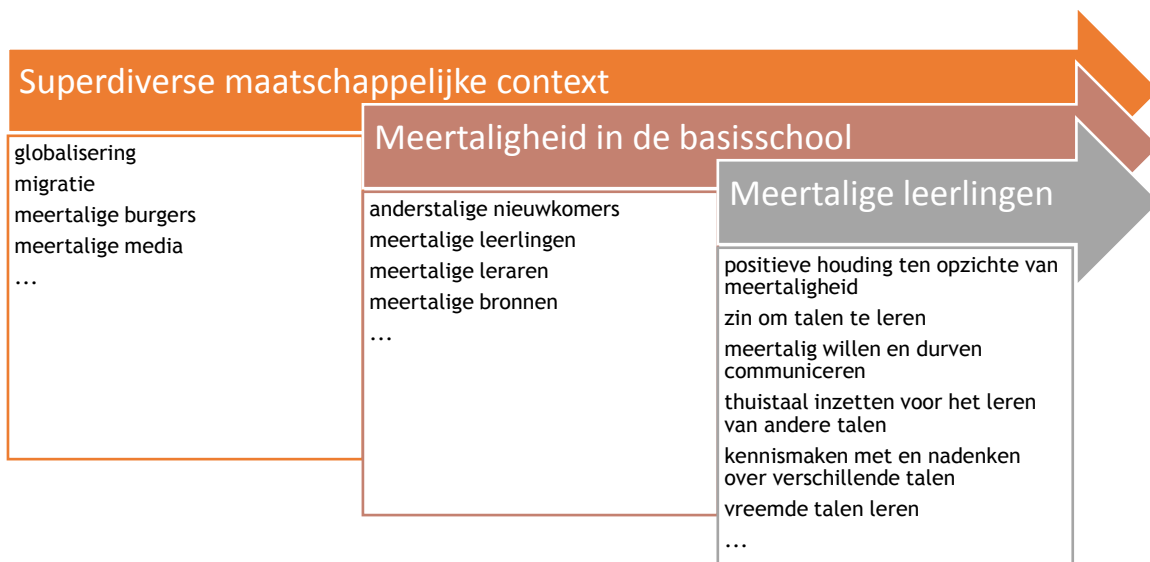 Superdiverse maatschappelijke context
globalisering
migratie
meertalige burgers
meertalige media
...
Meertaligheid in de basisschool
anderstalige nieuwkomers
meertalige leerlingen
meertalige leraren
meertalige bronnen
...
Meertalige leerlingen
positieve houding ten opzichte van
meertaligheid
zin om talen te leren
meertalig willen en durven
communiceren
thuistaal inzetten voor het leren
van andere talen
kennismaken met en nadenken
over verschillende talen
vreemde talen leren
...